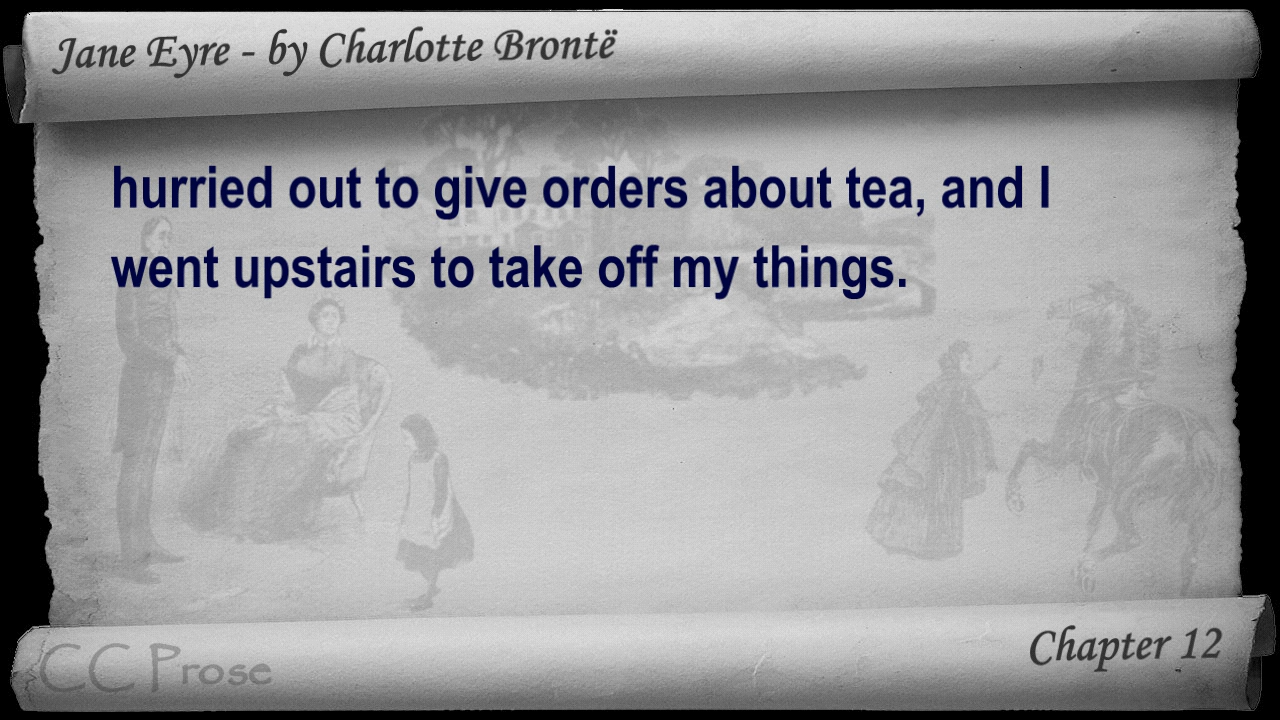 Jane Eyre - by Charlotte Brontë
hurried out to give orders about tea, and I
went upstairs to take off my things.
Chapter 12
CC Prose